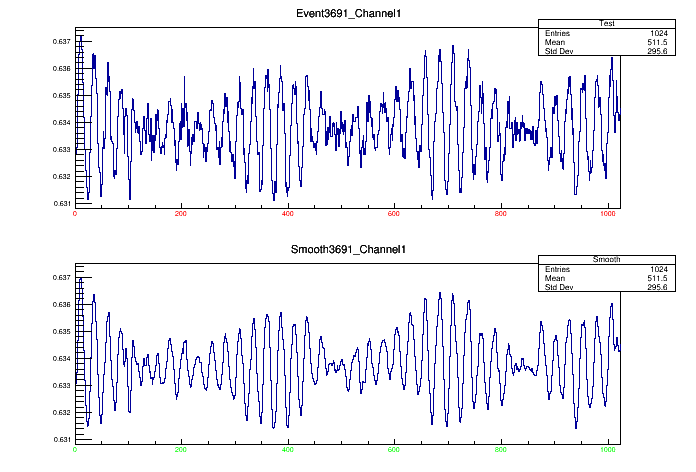 Event3691_Channel1
Test
Entries 1024
Mean 511.5
Std Dev 295.6
0.637
0.636
0.635
0.634
0.633
0.632
0.631
0 200 400 600 800 1000
Smooth3691_Channel1
Smooth
Entries 1024
Mean 511.5
Std Dev 295.6
0.637
0.636
0.635
0.634
0.633
0.632
0.631
0 200 400 600 800 1000